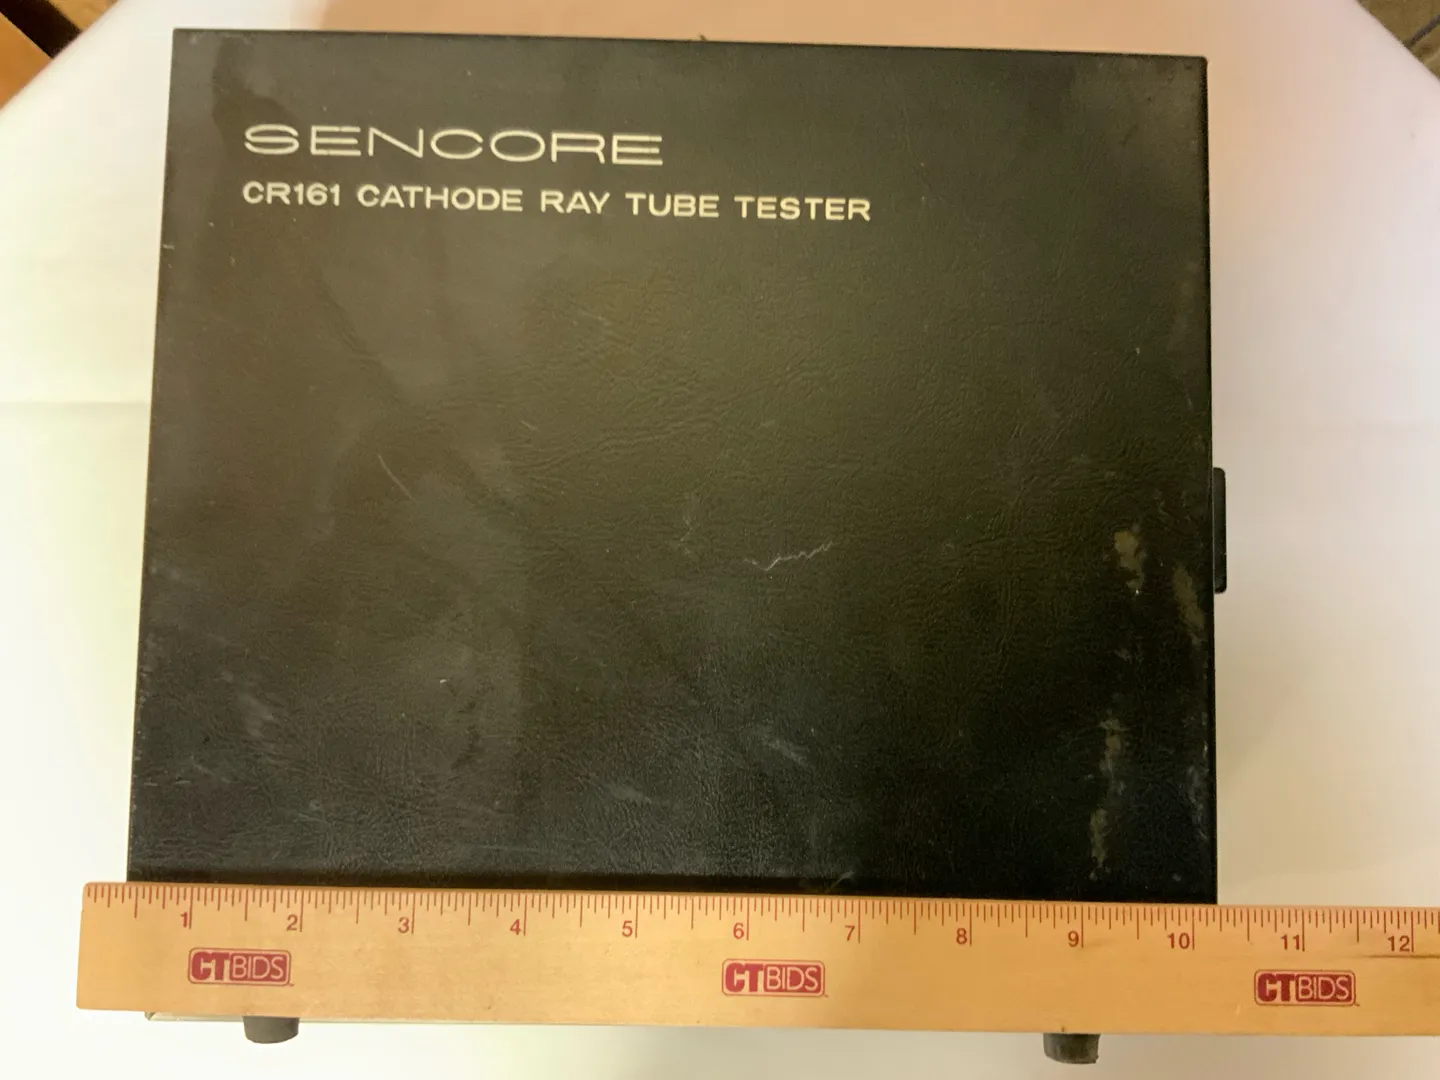 SENCORE
CR161 CATHODE RAY TUBE TESTER
1 2 3 4 5 6 7 8 9 10 11 12
CTBIDS CTBIDS CTBIDS